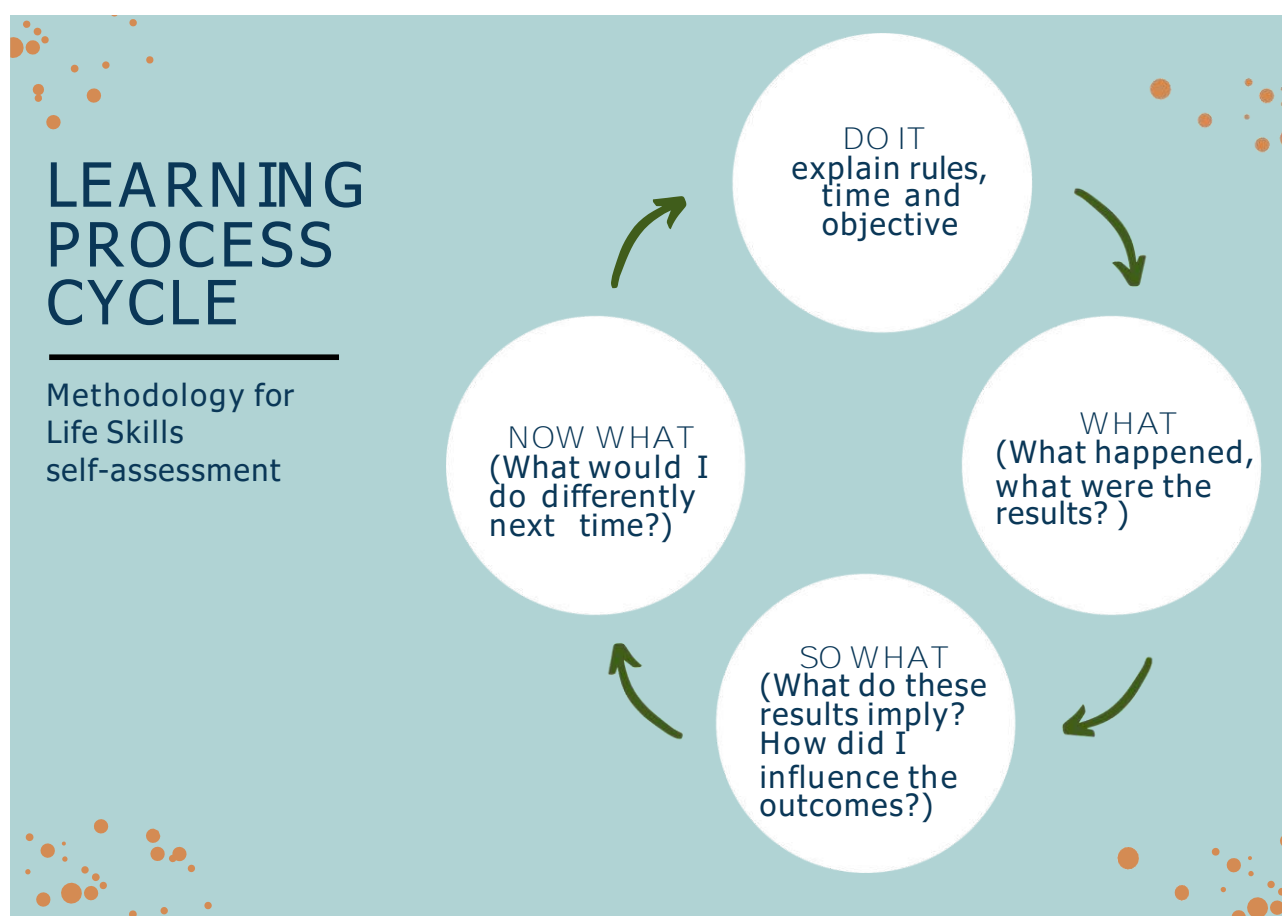 LEARNING
PROCESS
CYCLE
Methodology for
Life Skills
self-assessment
DO IT
explain rules,
time and
objective
WHAT
(What happened,
what were the
results? )
SO WHAT
(What do these
results imply?
How did I
influence the
outcomes?)
NOW WHAT
(What would I
do differently
next time?)